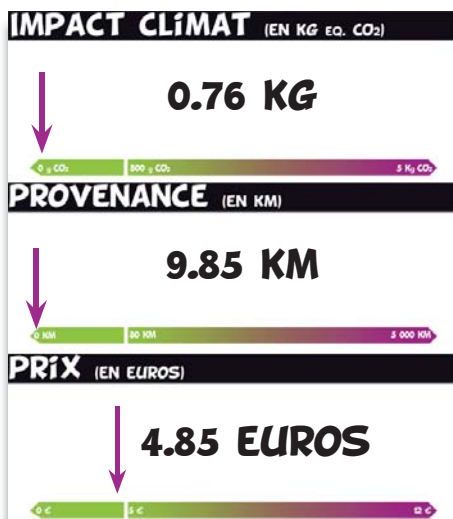 IMPACT CLiMAT (EN KG EQ. CO₂)
0.76 KG
0 g CO₂ 800 g CO₂ 5 Kg CO₂
PROVENANCE (EN KM)
9.85 KM
0 KM 80 KM 5 000 KM
PRiX (EN EUROS)
4.85 EUROS
0 € 5 € 12 €